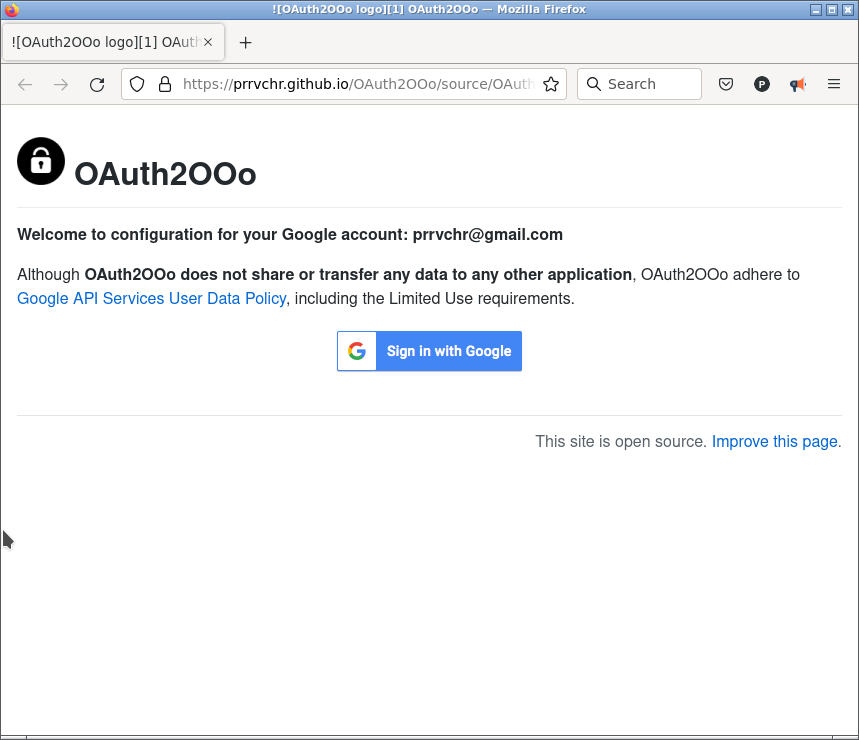 ![OAuth2OOo logo][1] OAuth2OOo — Mozilla Firefox
![OAuth2OOo logo][1] OAuth
https://prrvchr.github.io/OAuth2OOo/source/OAuth
Search
P
OAuth2OOo
Welcome to configuration for your Google account: prrvchr@gmail.com
Although OAuth2OOo does not share or transfer any data to any other application, OAuth2OOo adhere to
Google API Services User Data Policy, including the Limited Use requirements.
G Sign in with Google
This site is open source. Improve this page.